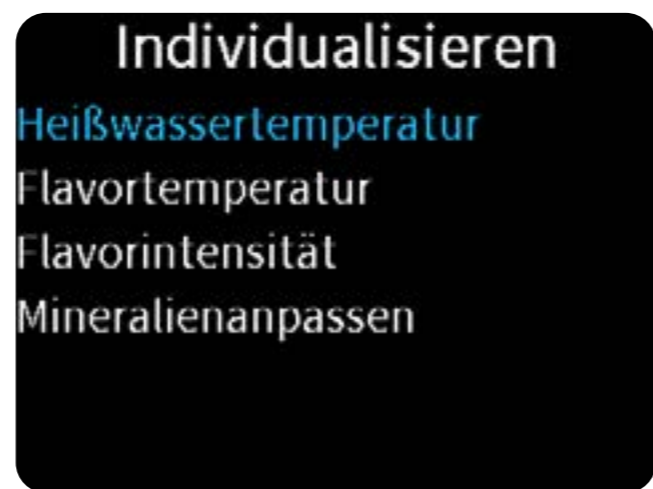 Individualisieren
Heißwassertemperatur
Flavortemperatur
Flavorintensität
Mineralienanpassen